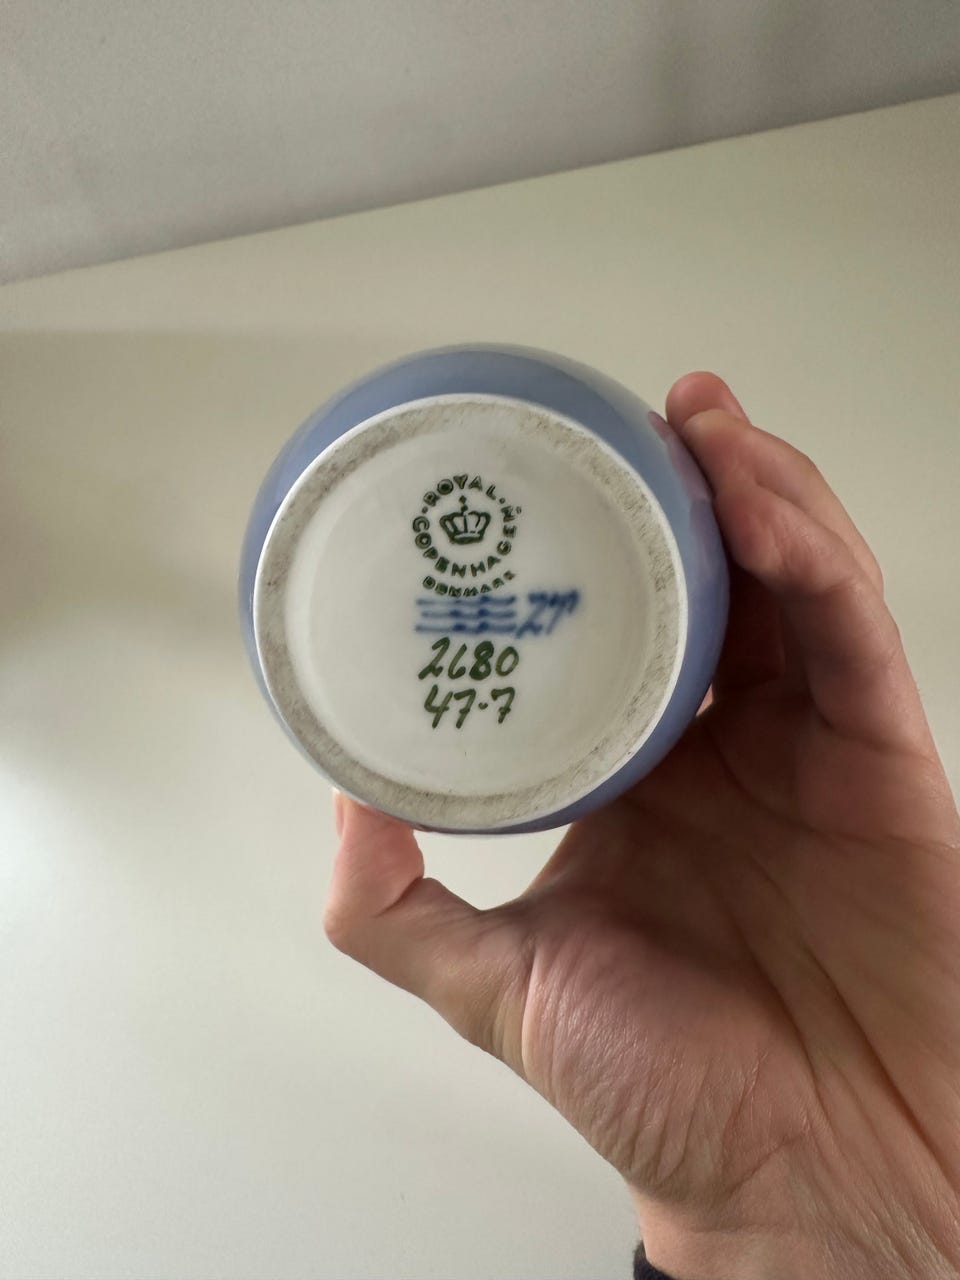 ROYAL
COPENHAGEN
DENMARK
2680
47-7